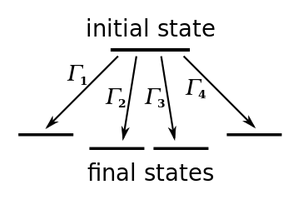 initial state
Γ1
Γ2
Γ3
Γ4
final states